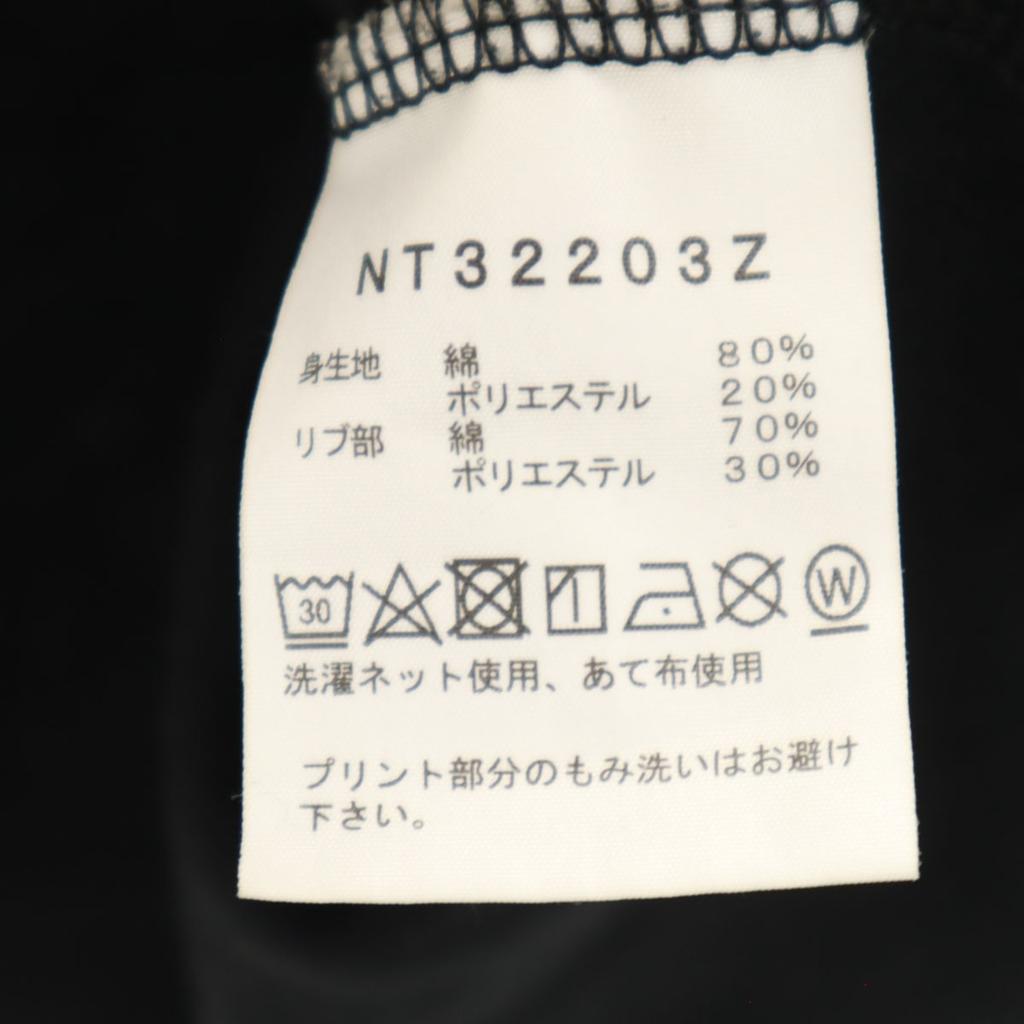 NT32203Z
身生地 綿 80%
ポリエステル 20%
リブ部 綿 70%
ポリエステル 30%
30 W
洗濯ネット使用、あて布使用
プリント部分のもみ洗いはお避け
下さい。